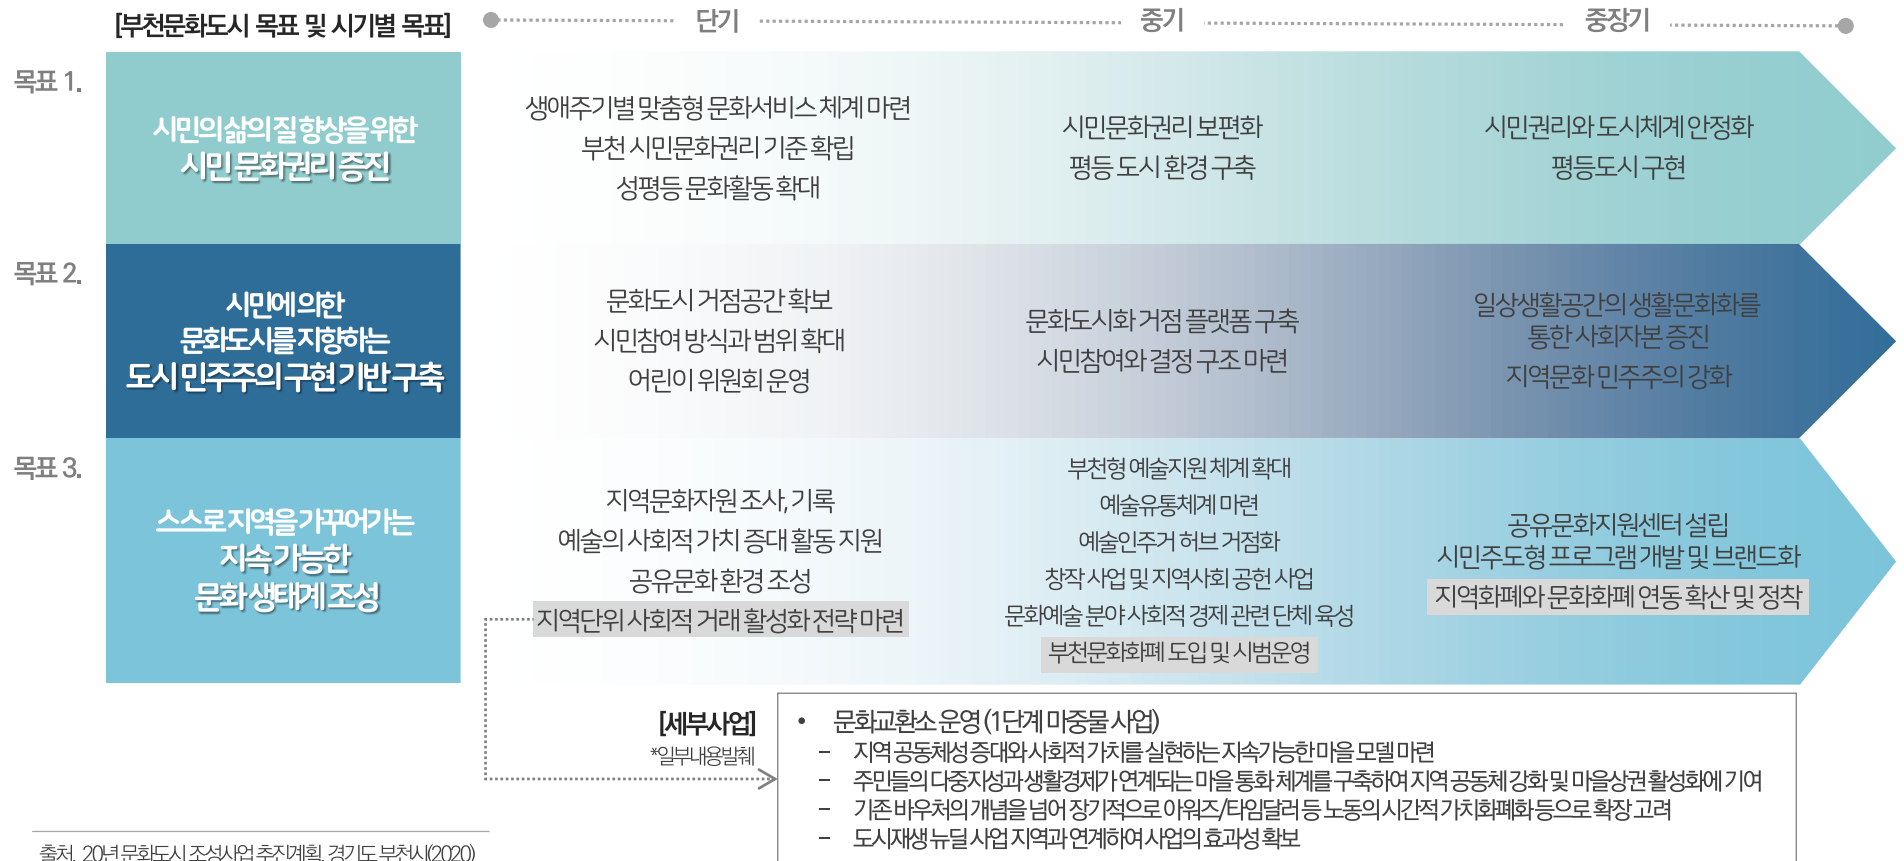 [부천문화도시 목표 및 시기별 목표]
단기
중기
중장기
목표 1.
시민의 삶의 질 향상을 위한
시민 문화권리 증진
생애주기별 맞춤형 문화서비스 체계 마련
부천 시민문화권리 기준 확립
성평등 문화활동 확대
시민문화권리 보편화
평등 도시 환경 구축
시민권리와 도시체계 안정화
평등도시 구현
목표 2.
시민에 의한
문화도시를 지향하는
도시 민주주의 구현 기반 구축
문화도시 거점공간 확보
시민참여 방식과 범위 확대
어린이 위원회 운영
문화도시화 거점 플랫폼 구축
시민참여와 결정 구조 마련
일상생활공간의 생활문화화를
통한 사회자본 증진
지역문화 민주주의 강화
목표 3.
스스로 지역을 가꾸어가는
지속 가능한
문화 생태계 조성
지역문화자원 조사, 기록
예술의 사회적 가치 증대 활동 지원
공유문화 환경 조성
지역단위 사회적 거래 활성화 전략 마련
부천형 예술지원 체계 확대
예술유통체계 마련
예술인주거 허브 거점화
창작 사업 및 지역사회 공헌 사업
문화예술 분야 사회적 경제 관련 단체 육성
부천문화화폐 도입 및 시범운영
공유문화지원센터 설립
시민주도형 프로그램 개발 및 브랜드화
지역화폐와 문화화폐 연동 확산 및 정착
[세부사업]
*일부내용발췌
• 문화교환소 운영 (1단계 마중물 사업)
– 지역 공동체성 증대와 사회적 가치를 실현하는 지속가능한 마을 모델 마련
– 주민들의 다중지성과 생활경제가 연계되는 마을 통화 체계를 구축하여 지역 공동체 강화 및 마을상권 활성화에 기여
– 기존 바우처의 개념을 넘어 장기적으로 아워즈/타임달러 등 노동의 시간적 가치화폐화 등으로 확장 고려
– 도시재생 뉴딜 사업 지역과 연계하여 사업의 효과성 확보
출처. 20년 문화도시 조성사업 추진계획, 경기도 부천시(2020)